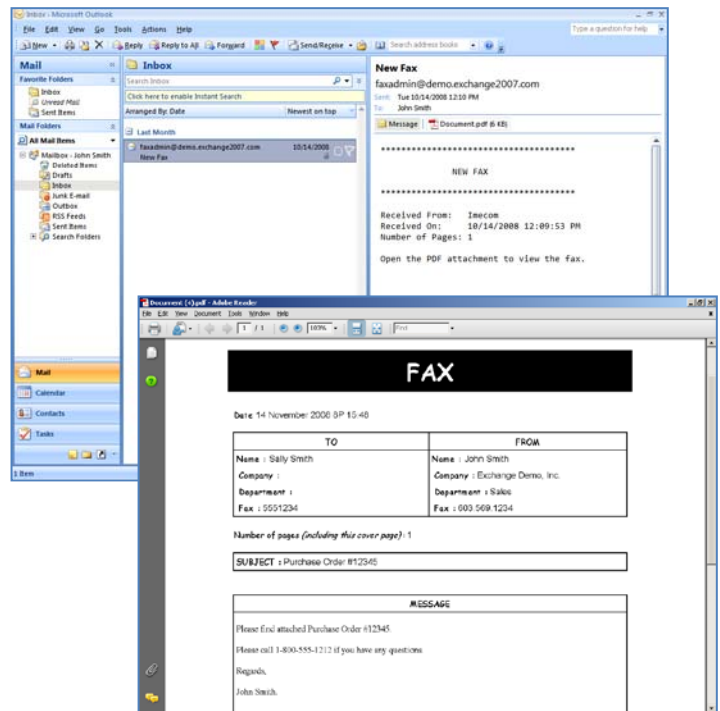 Inbox - Microsoft Outlook
File Edit View Go Tools Actions Help
Type a question for help
New Reply Reply to All Forward Send/Receive Search address books
Mail
Favorite Folders
Inbox
Unread Mail
Sent Items
Mail Folders
All Mail Items
Mailbox - John Smith
Deleted Items
Drafts
Inbox
Junk E-mail
Outbox
RSS Feeds
Sent Items
Search Folders
Mail
Calendar
Contacts
Tasks
1 Item
Inbox
Search Inbox
Click here to enable Instant Search
Arranged By: Date Newest on top
Last Month
faxadmin@demo.exchange2007.com 10/14/2008
New Fax
New Fax
faxadmin@demo.exchange2007.com
Sent: Tue 10/14/2008 12:10 PM
To: John Smith
Message Document.pdf (6 KB)
****************************************
NEW FAX
****************************************
Received From: Imecom
Received On: 10/14/2008 12:09:53 PM
Number of Pages: 1
Open the PDF attachment to view the fax.
Document (4).pdf - Adobe Reader
File Edit View Document Tools Window Help
1 / 1 103% Find
FAX
Date 14 November 2008 8P 15:48
TO FROM
Name : Sally Smith Name : John Smith
Company : Company : Exchange Demo, Inc.
Department : Department : Sales
Fax : 5551234 Fax : 603.569.1234
Number of pages (including this cover page) : 1
SUBJECT : Purchase Order #12345
MESSAGE
Please find attached Purchase Order #12345.
Please call 1-800-555-1212 if you have any questions.
Regards,
John Smith.